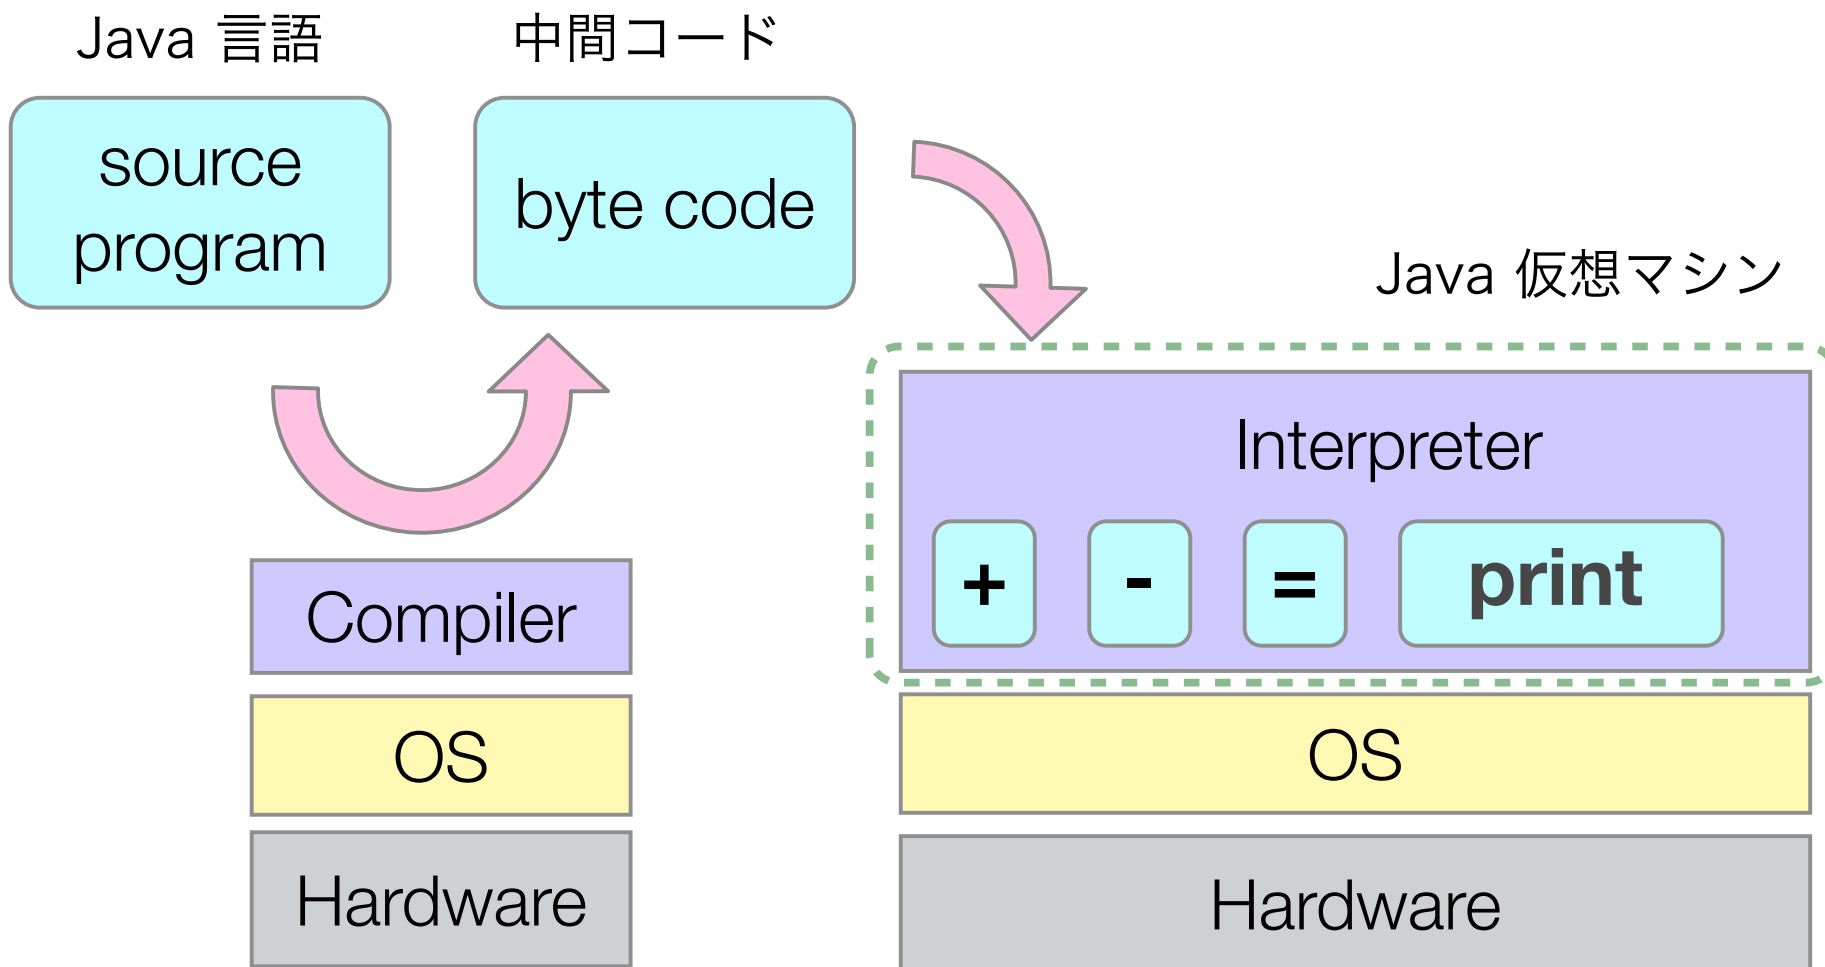 Java 言語
中間コード
source
program
byte code
Java 仮想マシン
Interpreter
+ - = print
Compiler
OS
OS
Hardware
Hardware